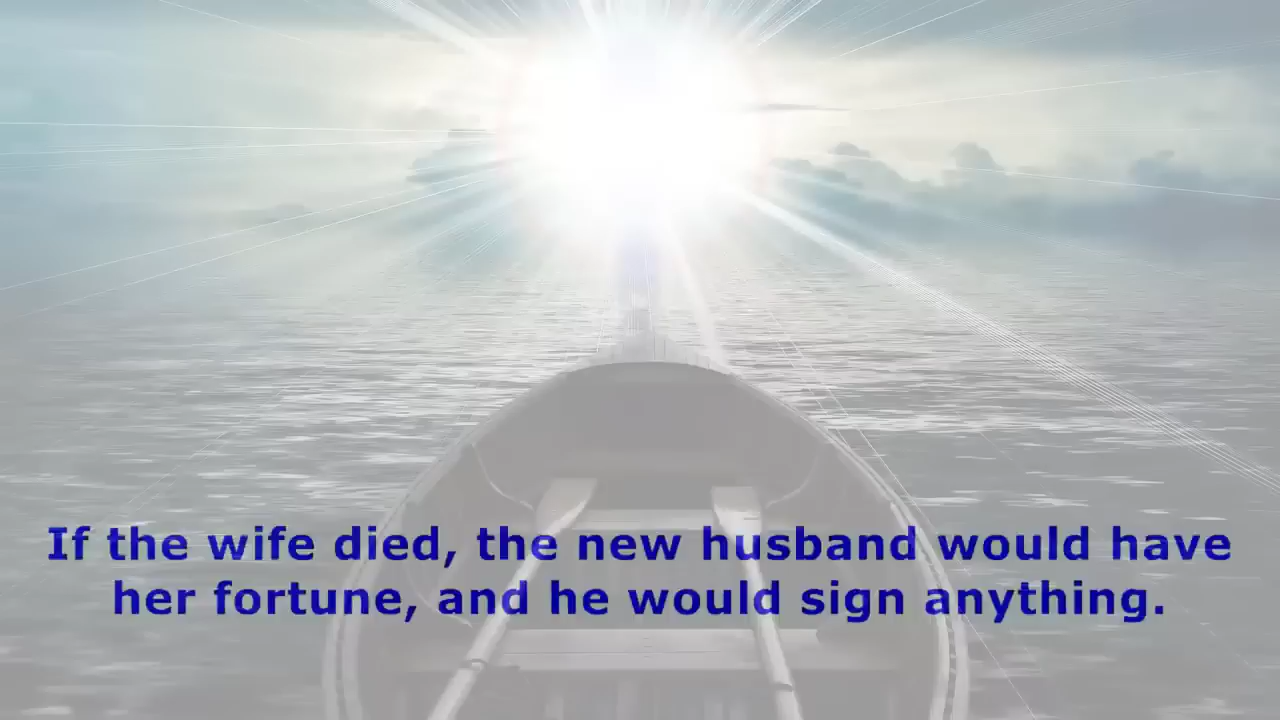 If the wife died, the new husband would have
her fortune, and he would sign anything.